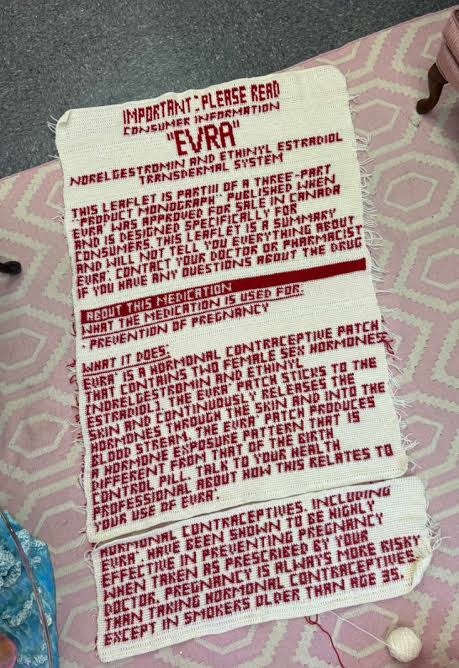 IMPORTANT: PLEASE READ
CONSUMER INFORMATION
"EVRA"
NORELGESTROMIN AND ETHINYL ESTRADIOL
TRANSDERMAL SYSTEM
THIS LEAFLET IS PART III OF A THREE-PART
"PRODUCT MONOGRAPH" PUBLISHED WHEN
EVRA® WAS APPROVED FOR SALE IN CANADA
AND IS DESIGNED SPECIFICALLY FOR
CONSUMERS. THIS LEAFLET IS A SUMMARY
AND WILL NOT TELL YOU EVERYTHING ABOUT
EVRA. CONTACT YOUR DOCTOR OR PHARMACIST
IF YOU HAVE ANY QUESTIONS ABOUT THE DRUG
ABOUT THIS MEDICATION
WHAT THE MEDICATION IS USED FOR:
· PREVENTION OF PREGNANCY
WHAT IT DOES:
EVRA® IS A HORMONAL CONTRACEPTIVE PATCH
THAT CONTAINS TWO FEMALE SEX HORMONES
(NORELGESTROMIN AND ETHINYL
ESTRADIOL). THE EVRA® PATCH STICKS TO THE
SKIN AND CONTINUOUSLY RELEASES THE
HORMONES THROUGH THE SKIN AND INTO THE
BLOOD STREAM. THE EVRA® PATCH PRODUCES
A HORMONE EXPOSURE PATTERN THAT IS
DIFFERENT FROM THAT OF THE BIRTH
CONTROL PILL. TALK TO YOUR HEALTH
PROFESSIONAL ABOUT HOW THIS RELATES TO
YOUR USE OF EVRA®.
HORMONAL CONTRACEPTIVES, INCLUDING
EVRA®, HAVE BEEN SHOWN TO BE HIGHLY
EFFECTIVE IN PREVENTING PREGNANCY
WHEN TAKEN AS PRESCRIBED BY YOUR
DOCTOR. PREGNANCY IS ALWAYS MORE RISKY
THAN TAKING HORMONAL CONTRACEPTIVES,
EXCEPT IN SMOKERS OLDER THAN AGE 35.